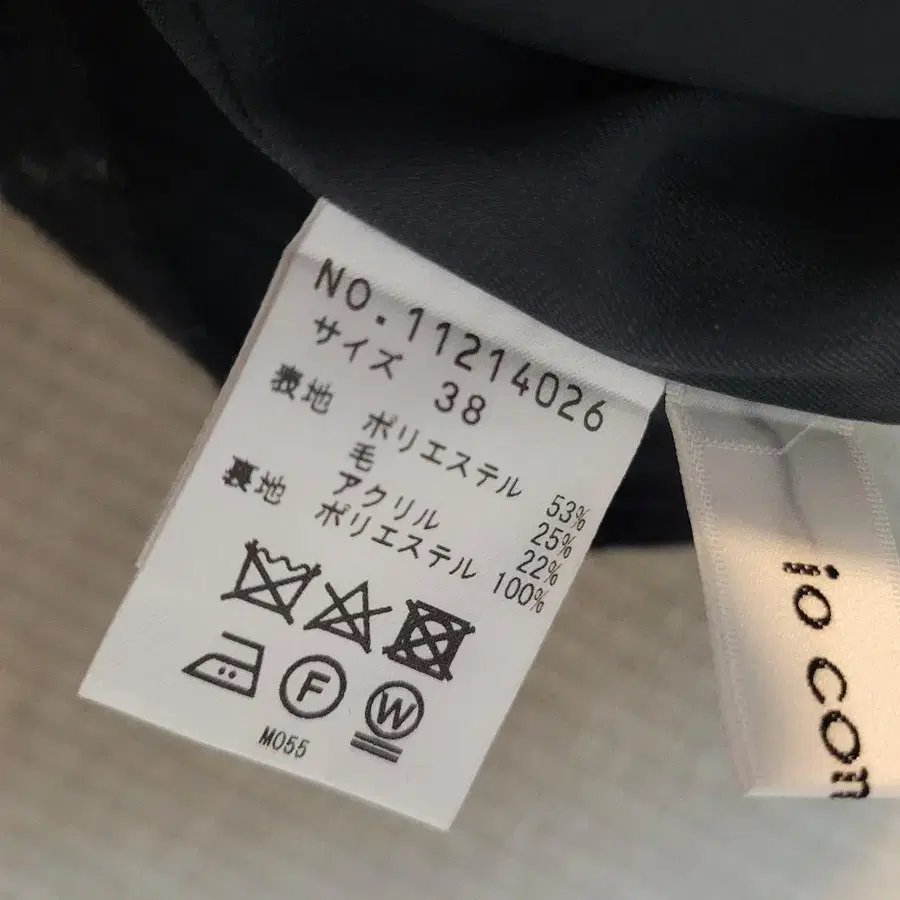 NO.11214026
サイズ 38
表地 ポリエステル 53%
毛 25%
アクリル 22%
裏地 ポリエステル 100%
F W
M055
io com